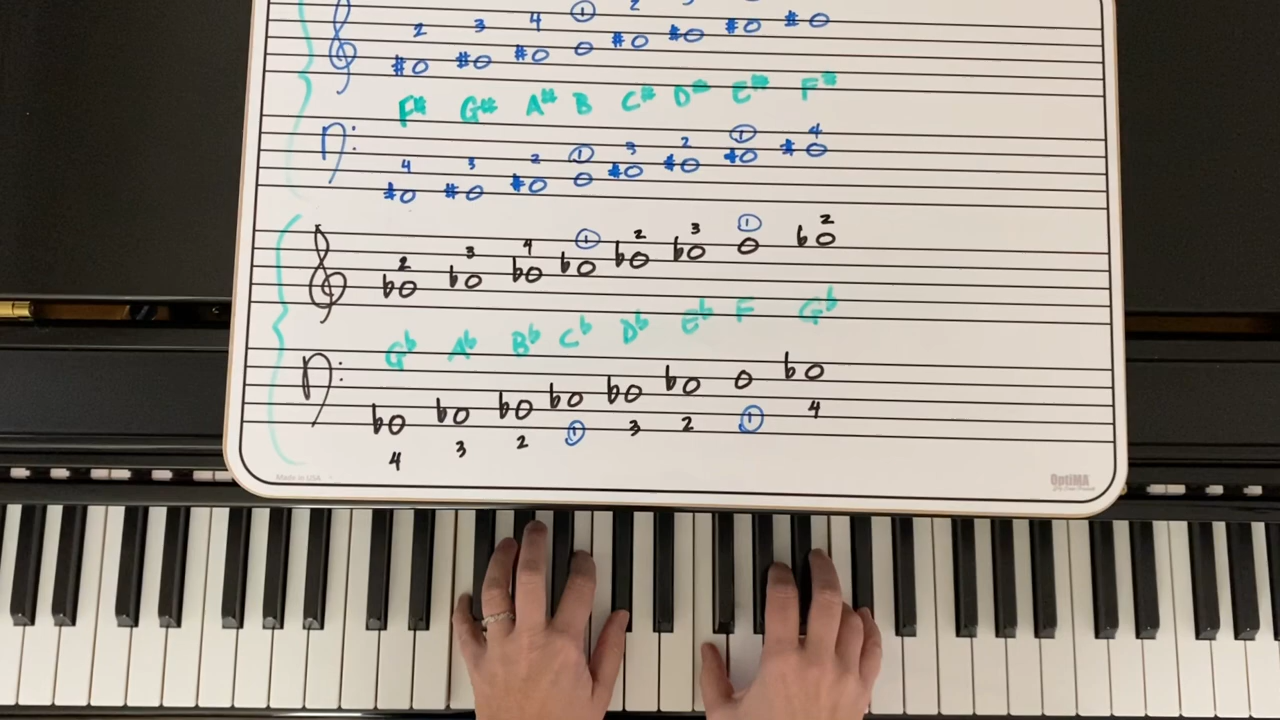 2 3 4 1 2
F# G# A# B C# D# E# F#
4 3 2 1 3 2 1 4
2 3 4 1 2 3 1 2
G♭ A♭ B♭ C♭ D♭ E♭ F G♭
4 3 2 1 3 2 1 4
Made in USA
OptiMA